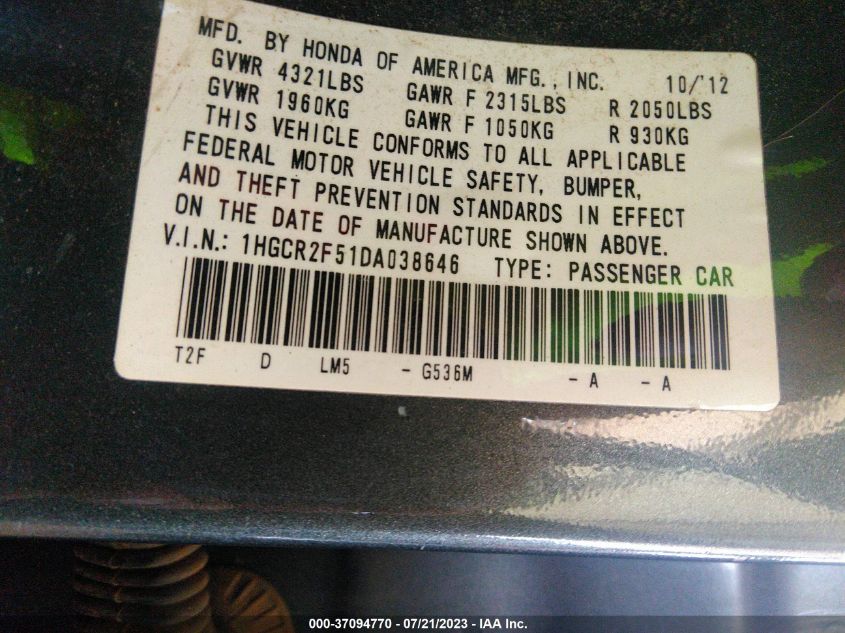 MFD. BY HONDA OF AMERICA MFG., INC. 10/'12
GVWR 4321LBS GAWR F 2315LBS R 2050LBS
GVWR 1960KG GAWR F 1050KG R 930KG
THIS VEHICLE CONFORMS TO ALL APPLICABLE
FEDERAL MOTOR VEHICLE SAFETY, BUMPER,
AND THEFT PREVENTION STANDARDS IN EFFECT
ON THE DATE OF MANUFACTURE SHOWN ABOVE.
V.I.N.: 1HGCR2F51DA038646 TYPE: PASSENGER CAR
T2F D LM5 - G536M - A - A
000-37094770 / 07/21/2023 - IAA Inc.